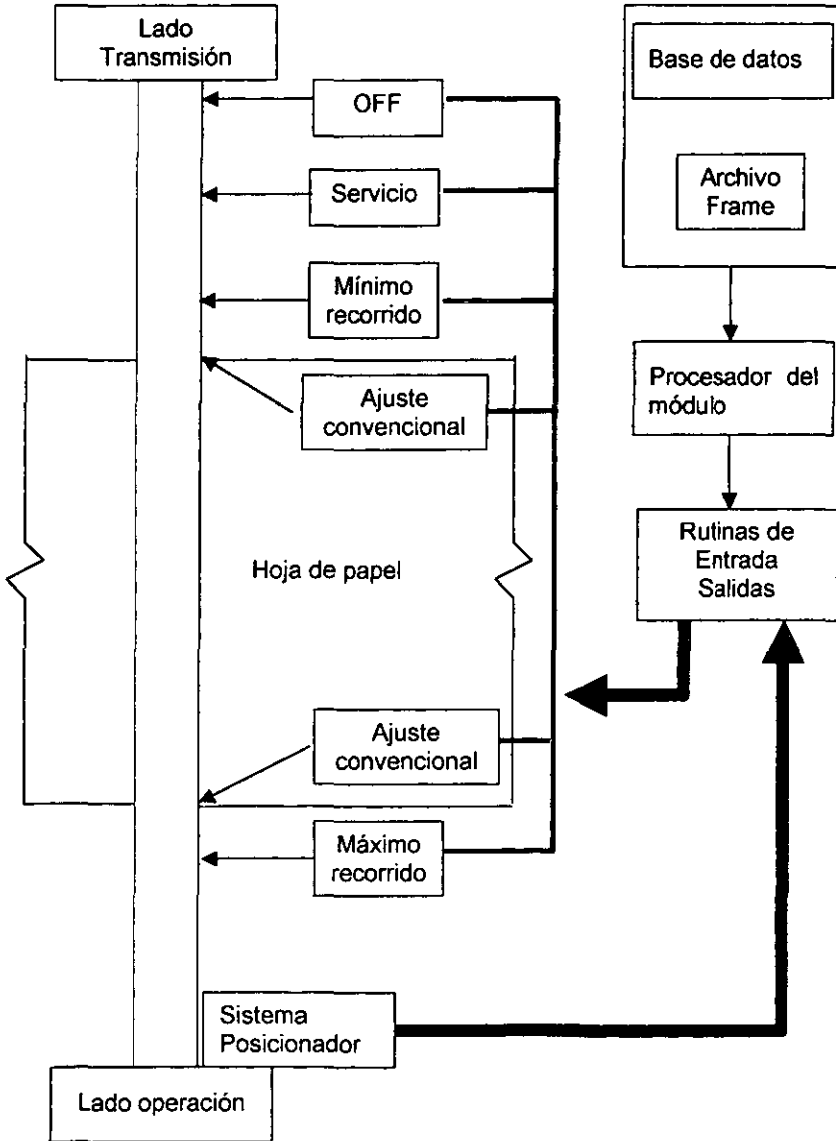 Lado
Transmisión
OFF
Servicio
Mínimo
recorrido
Ajuste
convencional
Hoja de papel
Ajuste
convencional
Máximo
recorrido
Sistema
Posicionador
Lado operación
Base de datos
Archivo
Frame
Procesador del
módulo
Rutinas de
Entrada
Salidas